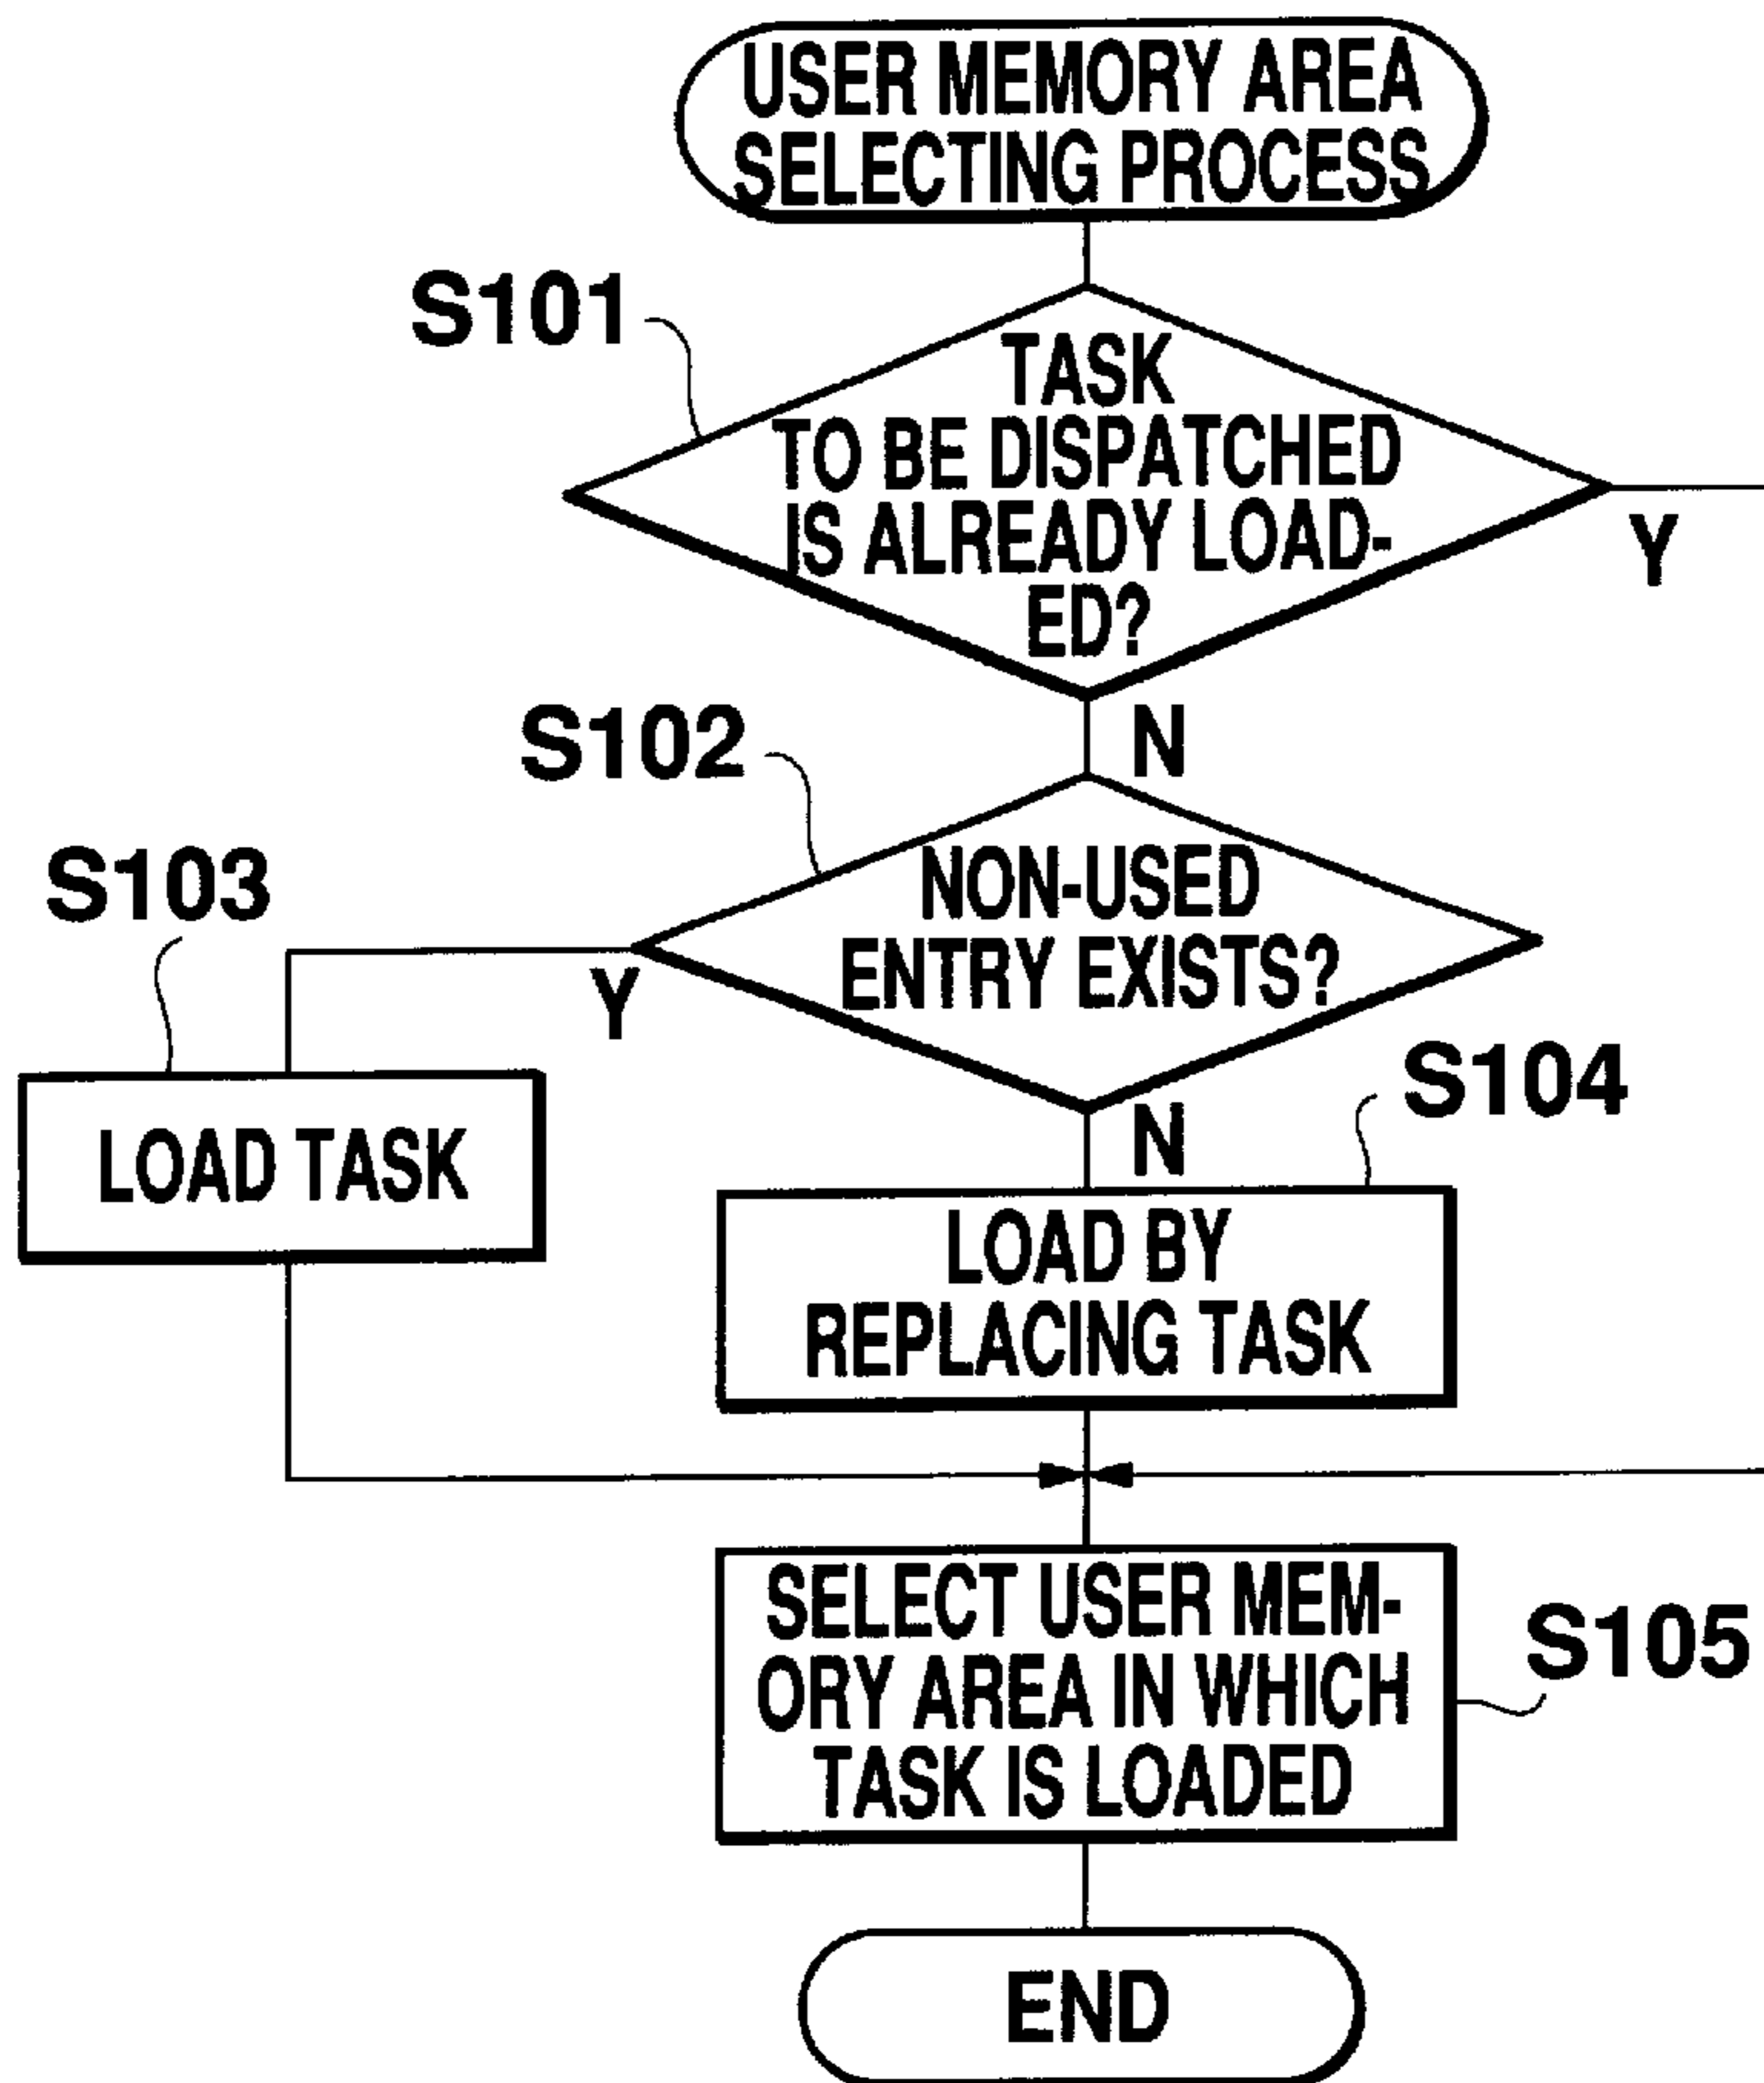 USER MEMORY AREA
SELECTING PROCESS
S101
TASK
TO BE DISPATCHED
IS ALREADY LOAD-
ED?
Y
N
S102
NON-USED
ENTRY EXISTS?
Y
S103
LOAD TASK
N
S104
LOAD BY
REPLACING TASK
SELECT USER MEM-
ORY AREA IN WHICH
TASK IS LOADED
S105
END